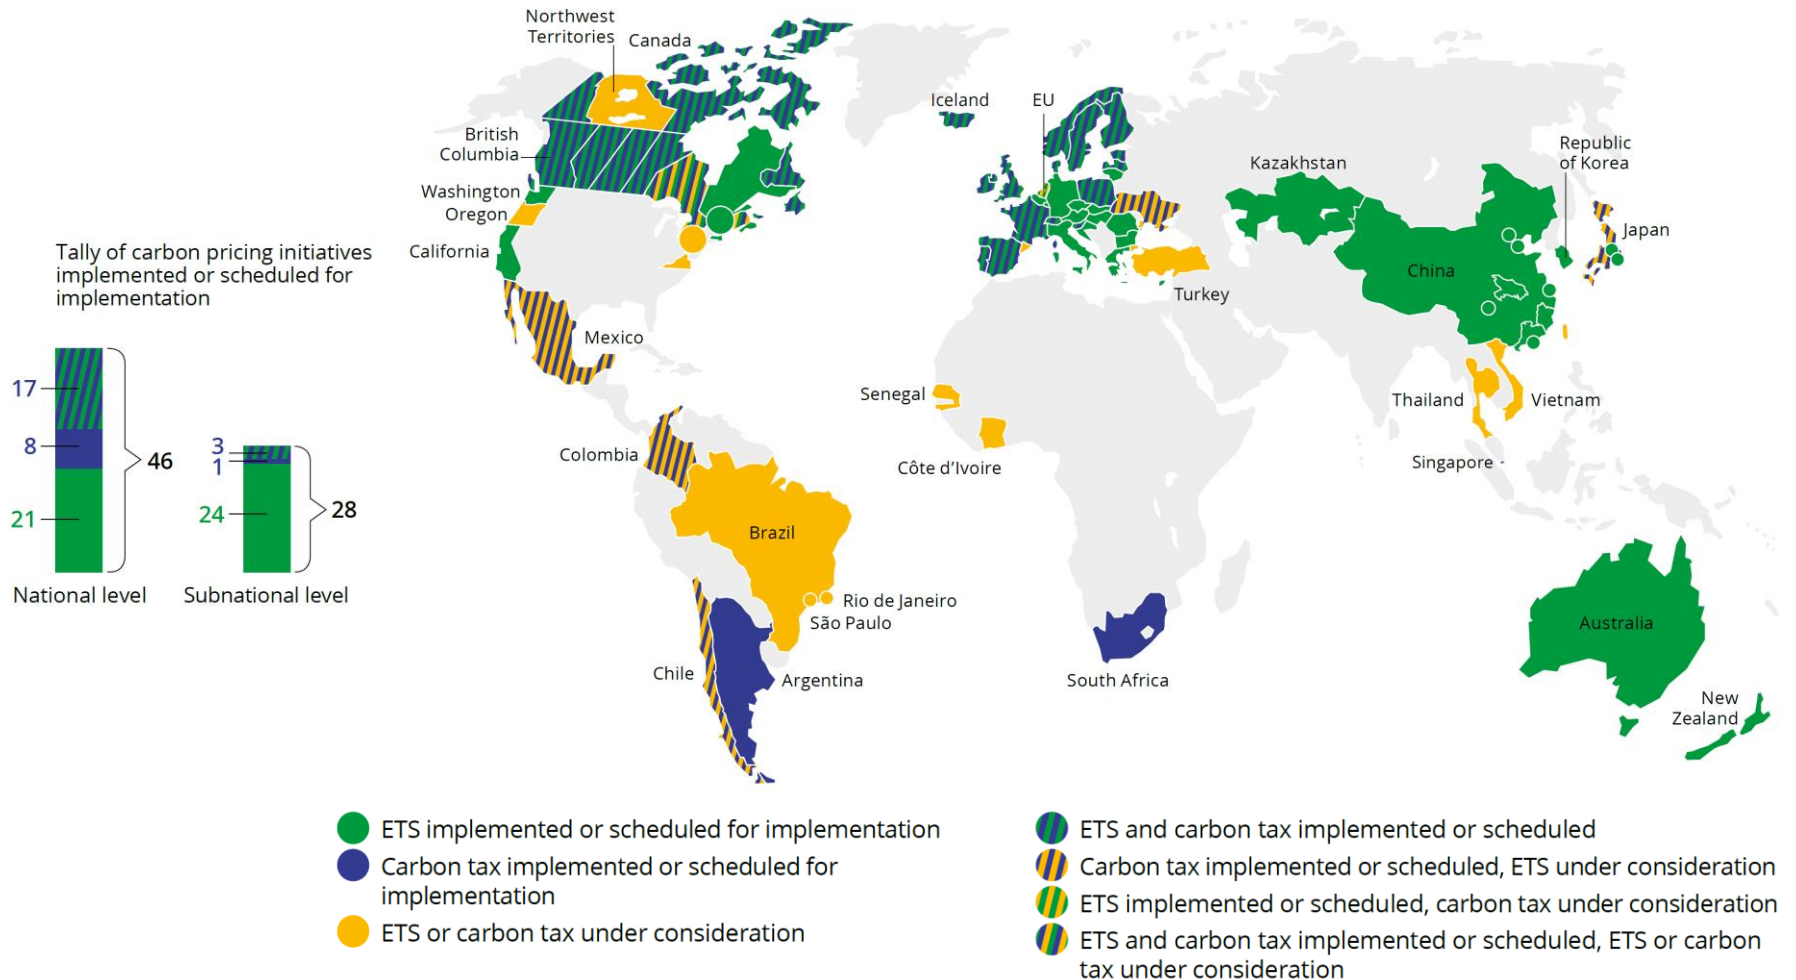 Northwest
Territories
Canada
British
Columbia
Washington
Oregon
California
Mexico
Colombia
Brazil
Rio de Janeiro
São Paulo
Chile
Argentina
Iceland
EU
Kazakhstan
Republic
of Korea
Japan
China
Turkey
Senegal
Côte d'Ivoire
Thailand
Vietnam
Singapore
South Africa
Australia
New
Zealand
Tally of carbon pricing initiatives
implemented or scheduled for
implementation
17
8
21
46
National level
3
1
24
28
Subnational level
ETS implemented or scheduled for implementation
Carbon tax implemented or scheduled for
implementation
ETS or carbon tax under consideration
ETS and carbon tax implemented or scheduled
Carbon tax implemented or scheduled, ETS under consideration
ETS implemented or scheduled, carbon tax under consideration
ETS and carbon tax implemented or scheduled, ETS or carbon
tax under consideration